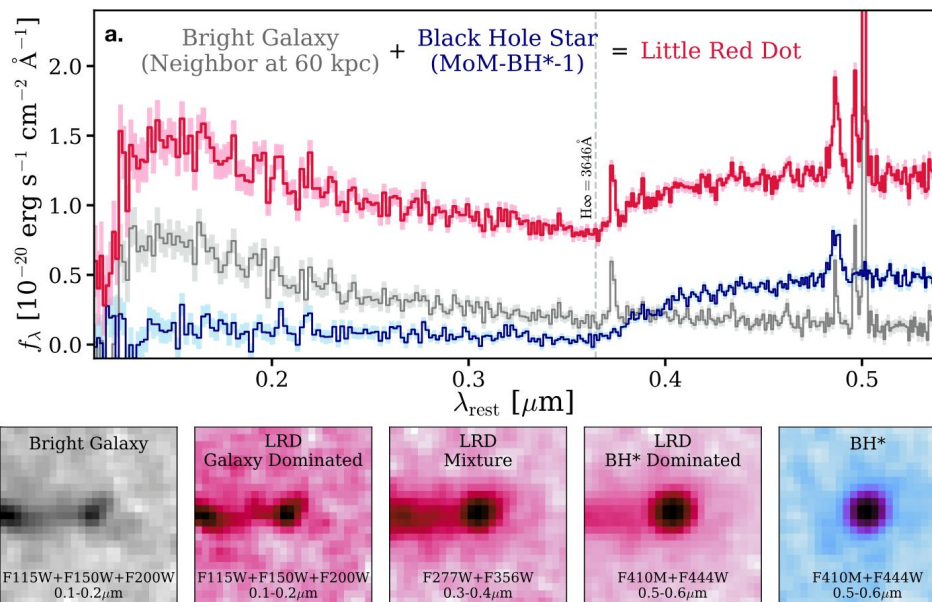 a.
Bright Galaxy
(Neighbor at 60 kpc)
+
Black Hole Star
(MoM-BH*-1)
= Little Red Dot
f_λ [10⁻²⁰ erg s⁻¹ cm⁻² Å⁻¹]
2.0
1.5
1.0
0.5
0.0
H∞ = 3646Å
0.2
0.3
0.4
0.5
λ_rest [μm]
Bright Galaxy
F115W+F150W+F200W
0.1-0.2μm
LRD
Galaxy Dominated
F115W+F150W+F200W
0.1-0.2μm
LRD
Mixture
F277W+F356W
0.3-0.4μm
LRD
BH* Dominated
F410M+F444W
0.5-0.6μm
BH*
F410M+F444W
0.5-0.6μm